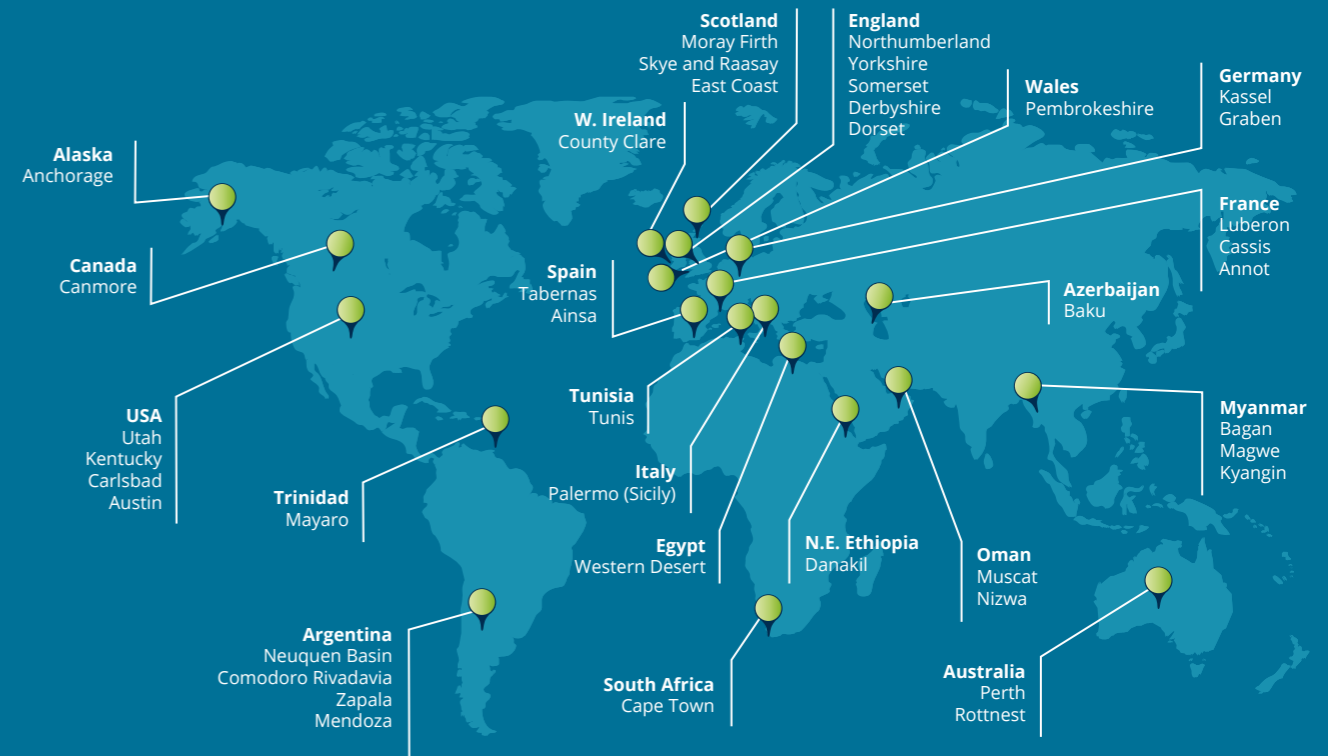 Scotland
Moray Firth
Skye and Raasay
East Coast
England
Northumberland
Yorkshire
Somerset
Derbyshire
Dorset
Wales
Pembrokeshire
Germany
Kassel
Graben
W. Ireland
County Clare
Alaska
Anchorage
France
Luberon
Cassis
Annot
Canada
Canmore
Spain
Tabernas
Ainsa
Azerbaijan
Baku
Tunisia
Tunis
Myanmar
Bagan
Magwe
Kyangin
USA
Utah
Kentucky
Carlsbad
Austin
Italy
Palermo (Sicily)
Trinidad
Mayaro
Egypt
Western Desert
N.E. Ethiopia
Danakil
Oman
Muscat
Nizwa
Argentina
Neuquen Basin
Comodoro Rivadavia
Zapala
Mendoza
South Africa
Cape Town
Australia
Perth
Rottnest